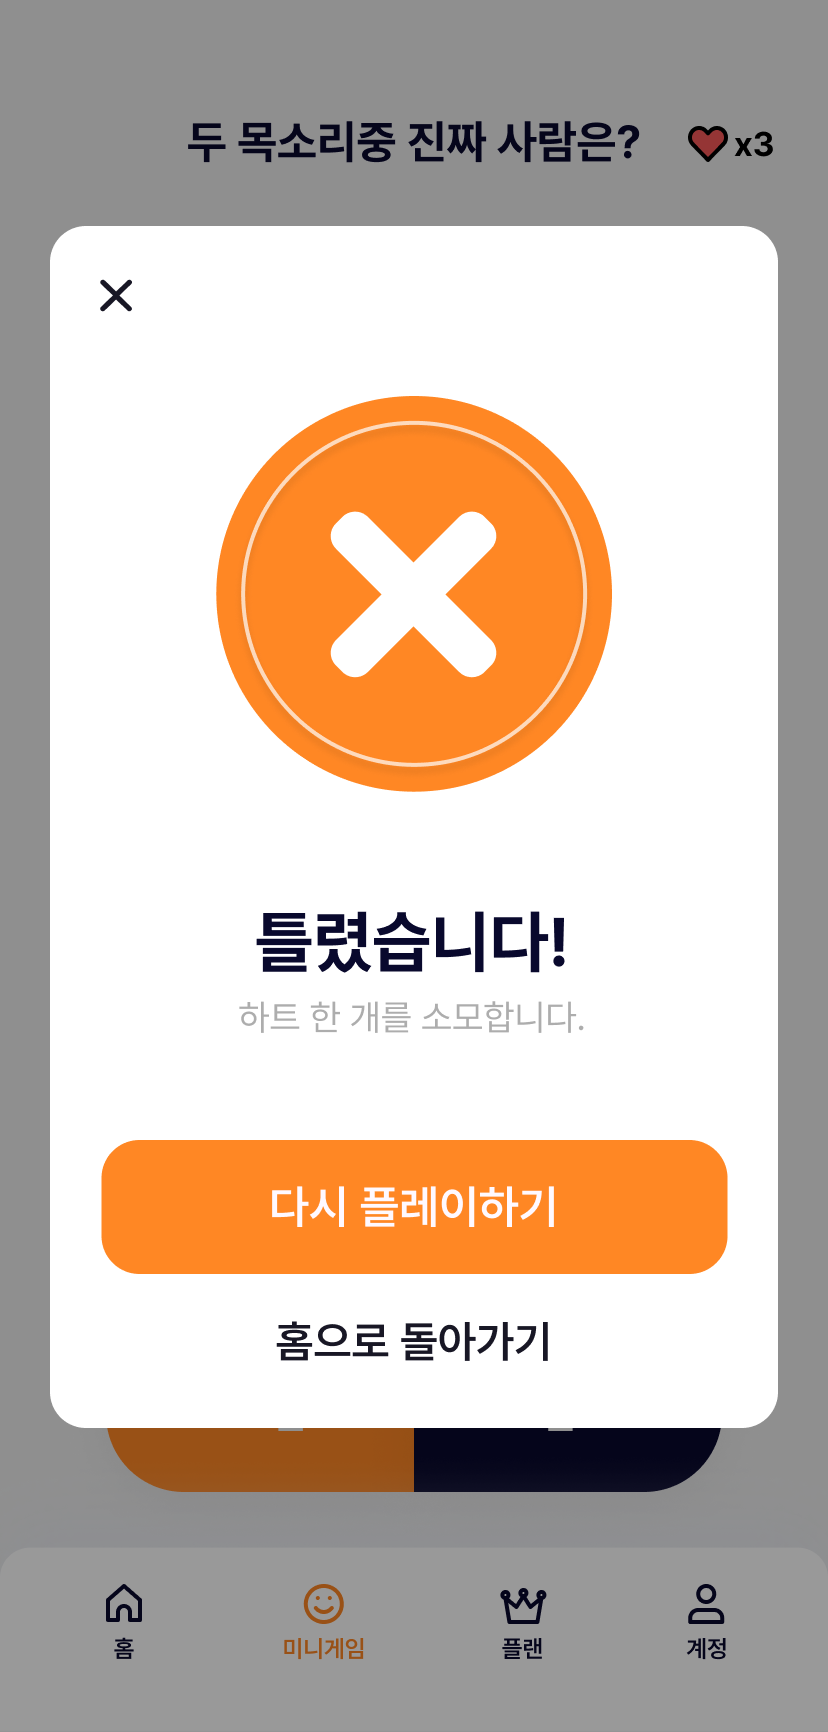 두 목소리중 진짜 사람은?
x3
틀렸습니다!
하트 한 개를 소모합니다.
다시 플레이하기
홈으로 돌아가기
홈
미니게임
플랜
계정